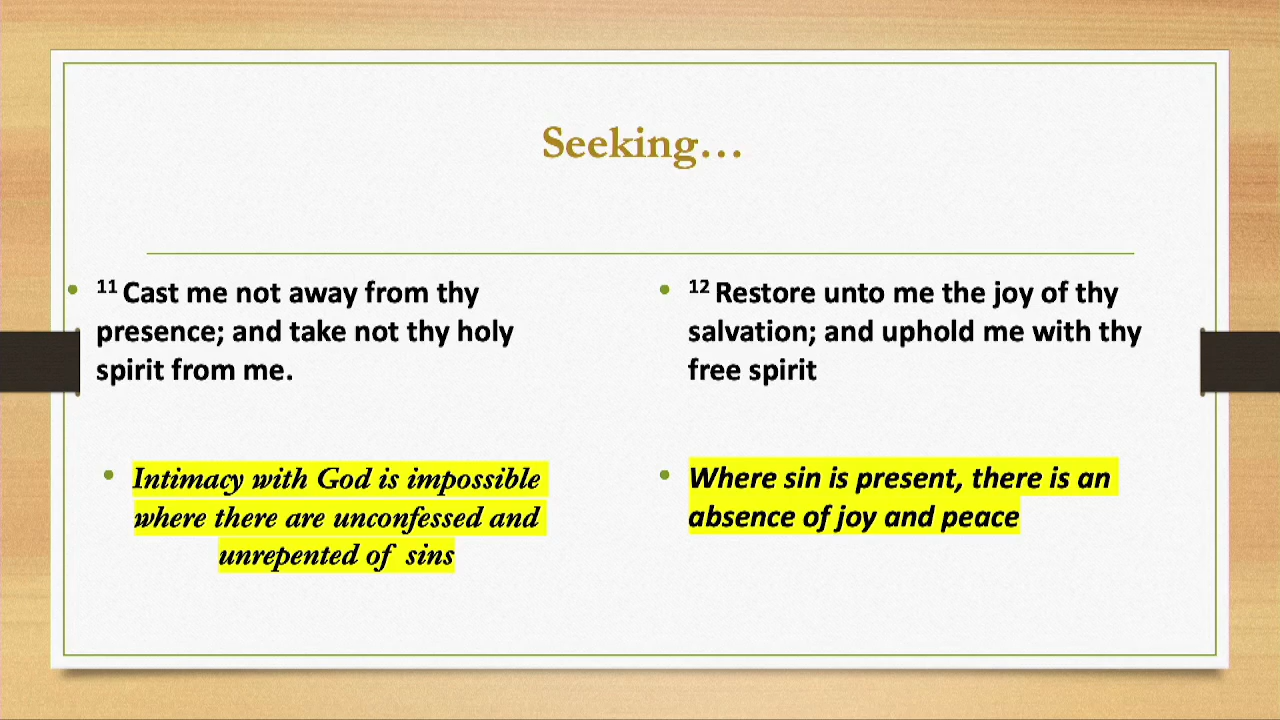 Seeking…
• 11 Cast me not away from thy
presence; and take not thy holy
spirit from me.
• Intimacy with God is impossible
where there are unconfessed and
unrepented of sins
• 12 Restore unto me the joy of thy
salvation; and uphold me with thy
free spirit
• Where sin is present, there is an
absence of joy and peace